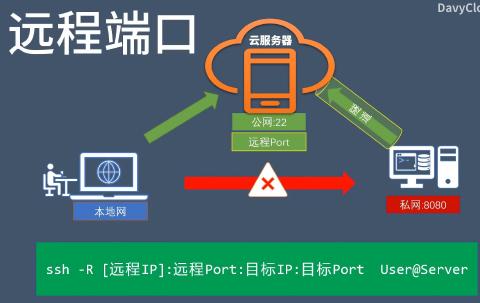 DavyClo
远程端口
云服务器
公网:22
远程Port
隧道
本地网
私网:8080
ssh -R [远程IP]:远程Port:目标IP:目标Port  User@Server